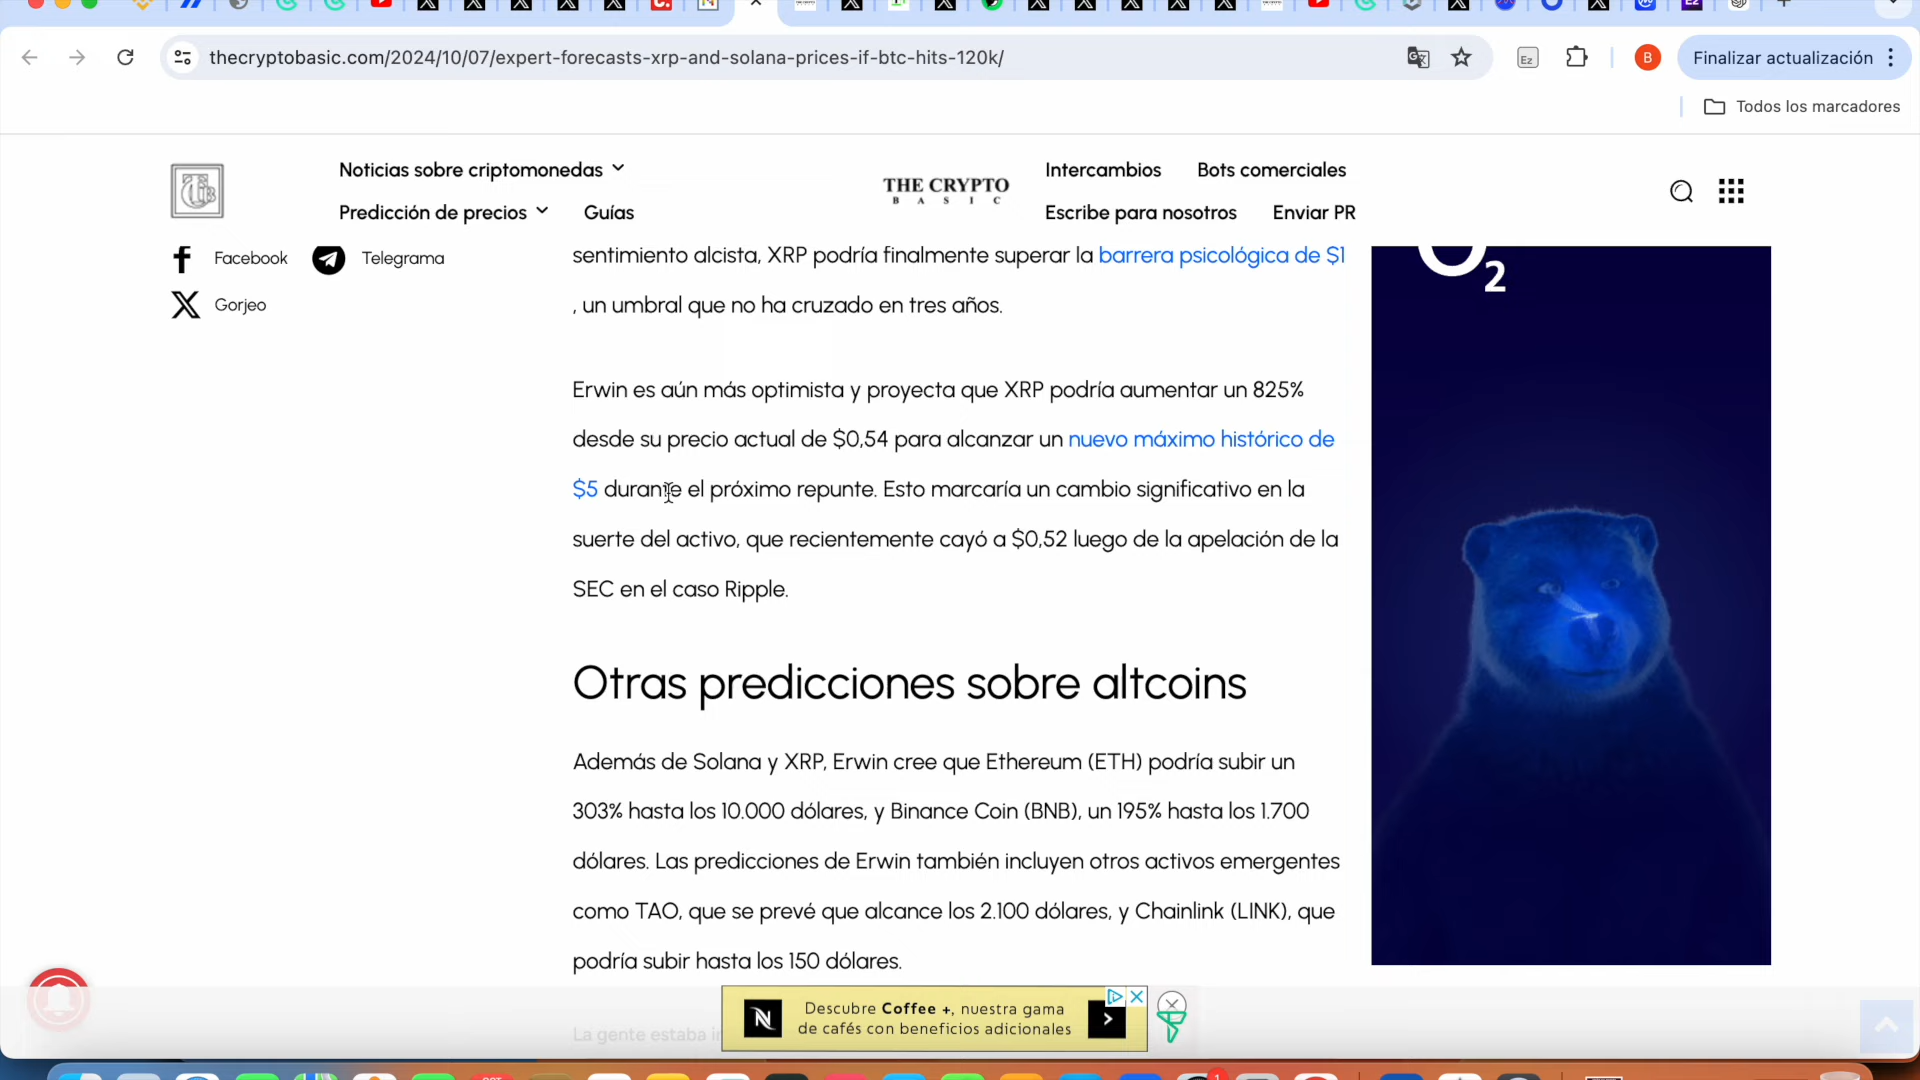 thecryptobasic.com/2024/10/07/expert-forecasts-xrp-and-solana-prices-if-btc-hits-120k/
Ez
B
Finalizar actualización
Todos los marcadores
Noticias sobre criptomonedas
Predicción de precios
Guías
THE CRYPTO
BASIC
Intercambios
Bots comerciales
Escribe para nosotros
Enviar PR
Facebook
Telegrama
Gorjeo
sentimiento alcista, XRP podría finalmente superar la barrera psicológica de $1
, un umbral que no ha cruzado en tres años.
Erwin es aún más optimista y proyecta que XRP podría aumentar un 825%
desde su precio actual de $0,54 para alcanzar un nuevo máximo histórico de
$5 durante el próximo repunte. Esto marcaría un cambio significativo en la
suerte del activo, que recientemente cayó a $0,52 luego de la apelación de la
SEC en el caso Ripple.
Otras predicciones sobre altcoins
Además de Solana y XRP, Erwin cree que Ethereum (ETH) podría subir un
303% hasta los 10.000 dólares, y Binance Coin (BNB), un 195% hasta los 1.700
dólares. Las predicciones de Erwin también incluyen otros activos emergentes
como TAO, que se prevé que alcance los 2.100 dólares, y Chainlink (LINK), que
podría subir hasta los 150 dólares.
La gente estaba
O2
N
Descubre Coffee +, nuestra gama
de cafés con beneficios adicionales